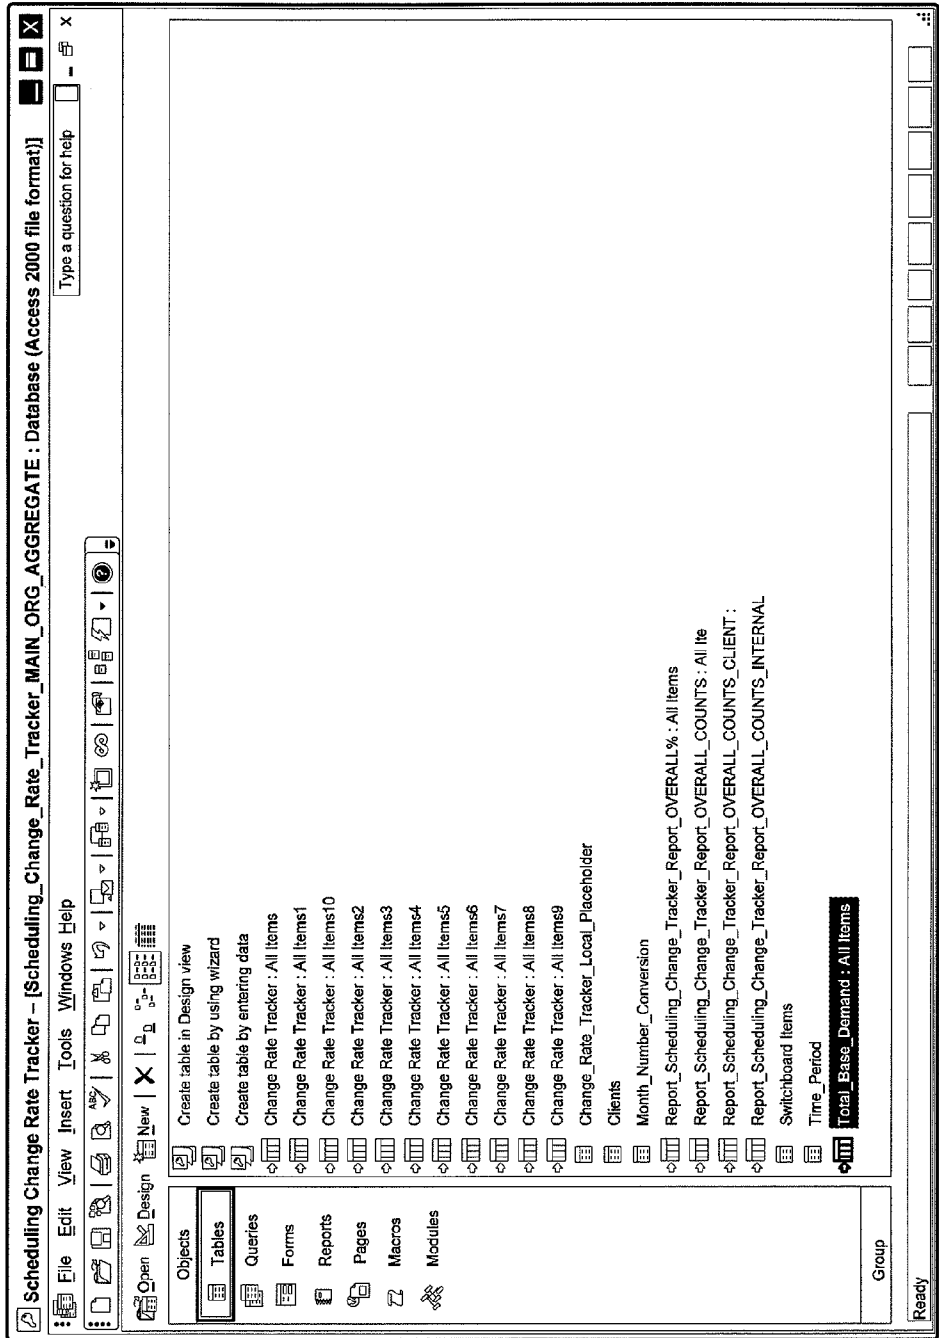 Scheduling Change Rate Tracker – [Scheduling_Change_Rate_Tracker_MAIN_ORG_AGGREGATE : Database (Access 2000 file format)]
File Edit View Insert Tools Windows Help
Type a question for help
ABC
Open Design New
Objects
Tables
Queries
Forms
Reports
Pages
Macros
Modules
Group
Create table in Design view
Create table by using wizard
Create table by entering data
Change Rate Tracker : All Items
Change Rate Tracker : All Items1
Change Rate Tracker : All Items10
Change Rate Tracker : All Items2
Change Rate Tracker : All Items3
Change Rate Tracker : All Items4
Change Rate Tracker : All Items5
Change Rate Tracker : All Items6
Change Rate Tracker : All Items7
Change Rate Tracker : All Items8
Change Rate Tracker : All Items9
Change_Rate_Tracker_Local_Placeholder
Clients
Month_Number_Conversion
Report_Scheduling_Change_Tracker_Report_OVERALL% : All Items
Report_Scheduling_Change_Tracker_Report_OVERALL_COUNTS : All Ite
Report_Scheduling_Change_Tracker_Report_OVERALL_COUNTS_CLIENT :
Report_Scheduling_Change_Tracker_Report_OVERALL_COUNTS_INTERNAL
Switchboard Items
Time_Period
Total_Base_Demand : All Items
Ready